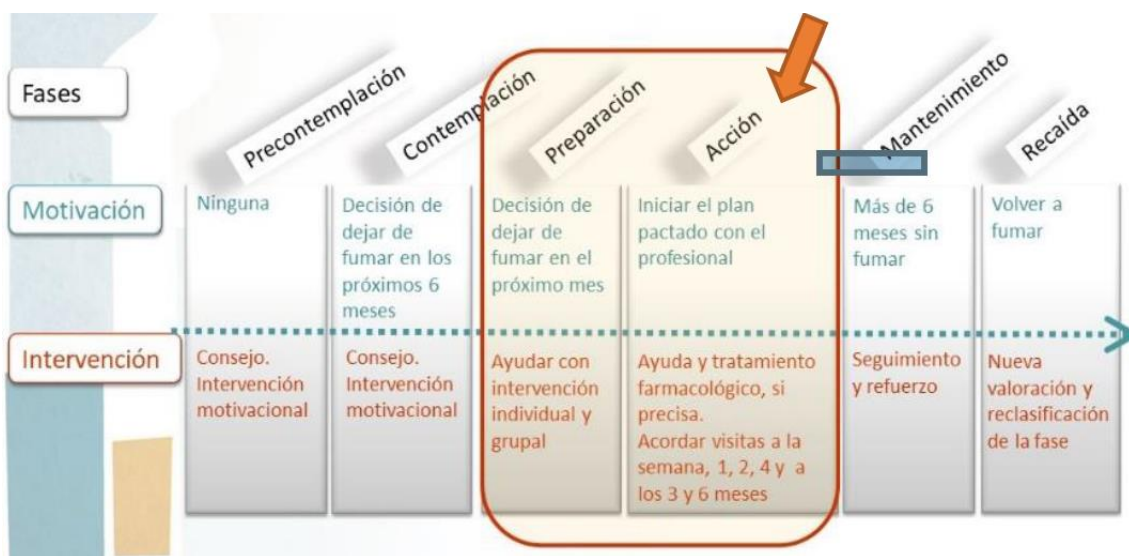 Fases
Precontemplación
Contemplación
Preparación
Acción
Mantenimiento
Recaída
Motivación
Ninguna
Decisión de
dejar de
fumar en los
próximos 6
meses
Decisión de
dejar de
fumar en el
próximo mes
Iniciar el plan
pactado con el
profesional
Más de 6
meses sin
fumar
Volver a
fumar
Intervención
Consejo.
Intervención
motivacional
Consejo.
Intervención
motivacional
Ayudar con
intervención
individual y
grupal
Ayuda y tratamiento
farmacológico, si
precisa.
Acordar visitas a la
semana, 1, 2, 4 y a
los 3 y 6 meses
Seguimiento
y refuerzo
Nueva
valoración y
reclasificación
de la fase